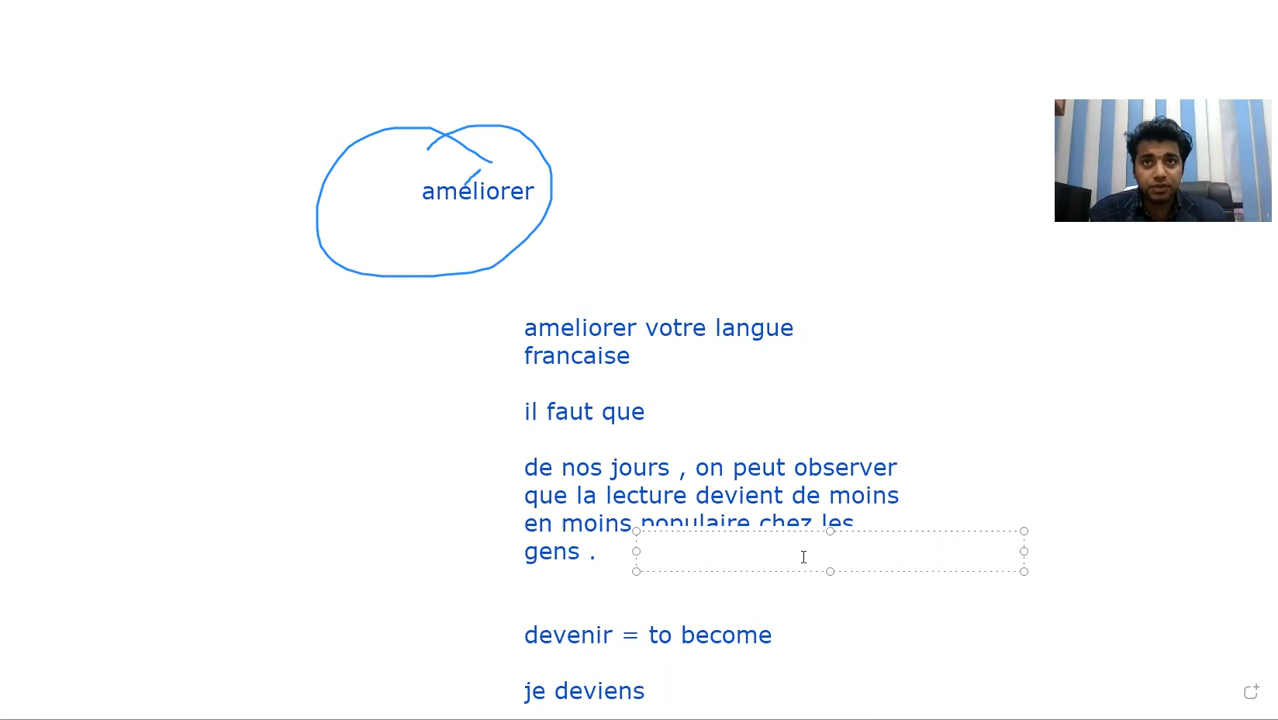 améliorer
ameliorer votre langue
francaise
il faut que
de nos jours , on peut observer
que la lecture devient de moins
en moins populaire chez les
gens .
devenir = to become
je deviens